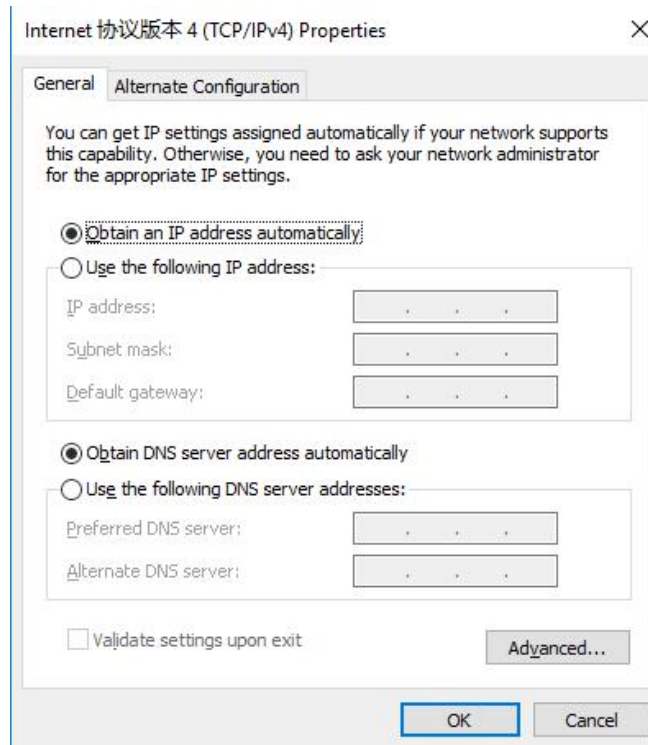 Internet 协议版本 4 (TCP/IPv4) Properties
General
Alternate Configuration
You can get IP settings assigned automatically if your network supports
this capability. Otherwise, you need to ask your network administrator
for the appropriate IP settings.
Obtain an IP address automatically
Use the following IP address:
IP address:
Subnet mask:
Default gateway:
Obtain DNS server address automatically
Use the following DNS server addresses:
Preferred DNS server:
Alternate DNS server:
Validate settings upon exit
Advanced...
OK
Cancel